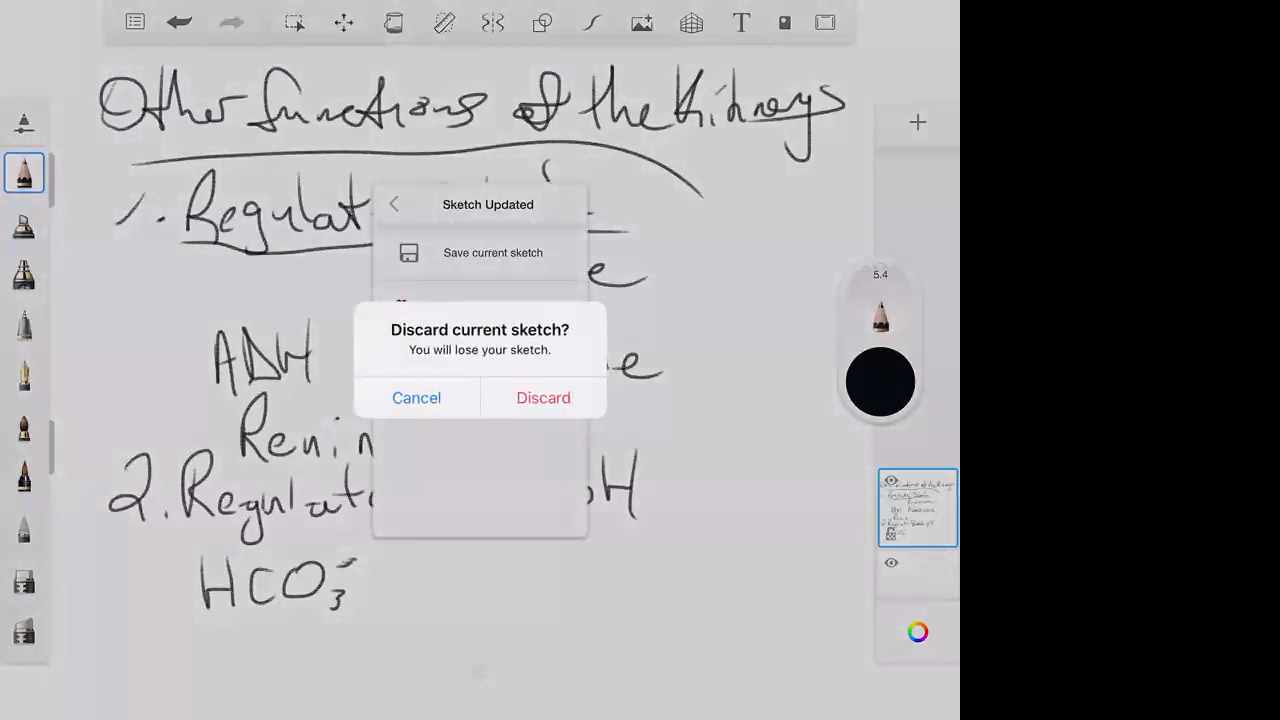 Other functions of the Kidneys
1. Regulat
Sketch Updated
Save current sketch
e
Discard current sketch?
You will lose your sketch.
Cancel Discard
ADH e
Renin
2. Regulat pH
HCO3-
5.4